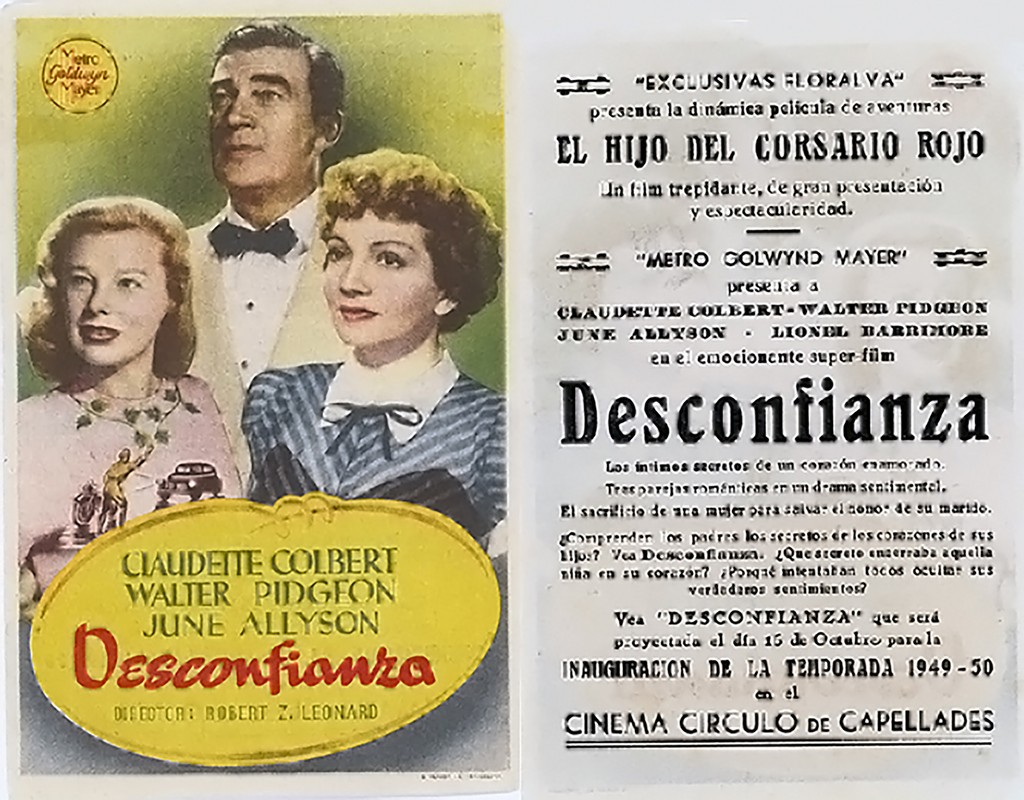 Metro
Goldwyn
Mayer
CLAUDETTE COLBERT
WALTER PIDGEON
JUNE ALLYSON
Desconfianza
DIRECTOR: ROBERT Z. LEONARD
"EXCLUSIVAS FLORALVA"
presenta la dinámica película de aventuras
EL HIJO DEL CORSARIO ROJO
Un film trepidante, de gran presentación
y espectacularidad.
"METRO GOLWYND MAYER"
presenta a
CLAUDETTE COLBERT-WALTER PIDGEON
JUNE ALLYSON - LIONEL BARRIMORE
en el emocionante super-film
Desconfianza
Los íntimos secretos de un corazón enamorado.
Tres parejas románticas en un drama sentimental.
El sacrificio de una mujer para salvar el honor de su marido.
¿Comprenden los padres los secretos de los corazones de sus
hijos? Vea Desconfianza. ¿Que secreto encerraba aquella
niña en su corazón? ¿Porqué intentaban todos ocultar sus
verdaderos sentimientos?
Vea "DESCONFIANZA" que será
proyectada el día 15 de Octubre para la
INAUGURACION DE LA TEMPORADA 1949-50
en el
CINEMA CIRCULO DE CAPELLADES